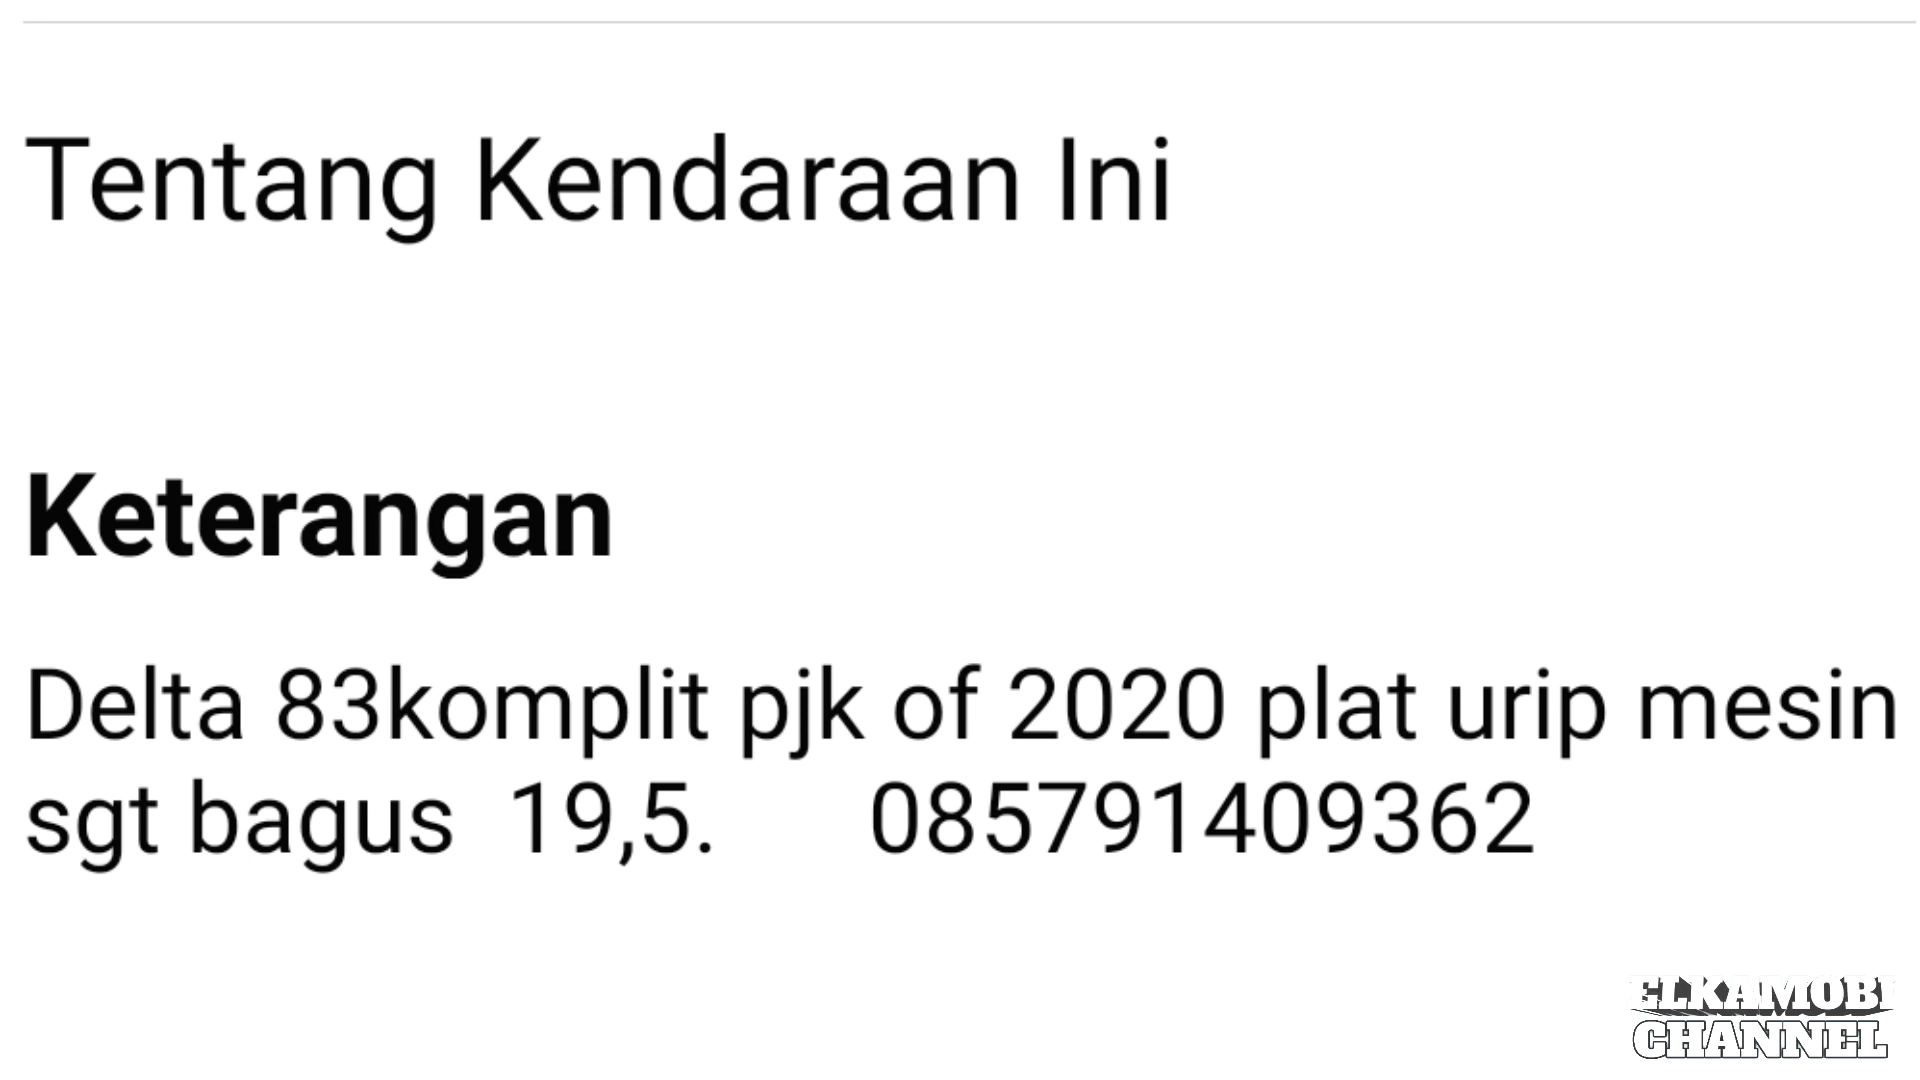 Tentang Kendaraan Ini
Keterangan
Delta 83komplit pjk of 2020 plat urip mesin
sgt bagus 19,5. 085791409362
ELKAMOBI
CHANNEL